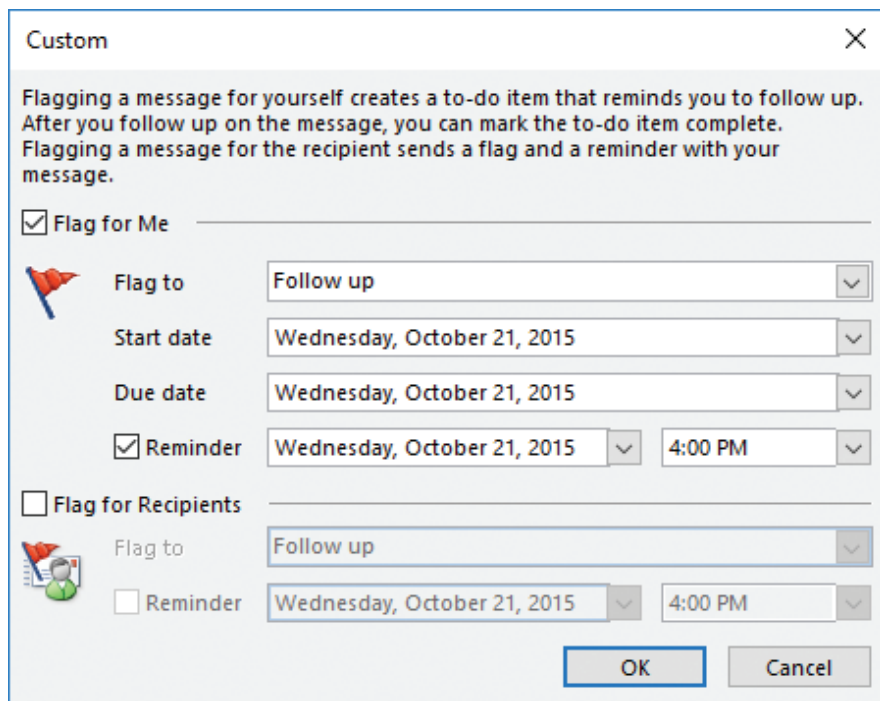 Custom
Flagging a message for yourself creates a to-do item that reminds you to follow up.
After you follow up on the message, you can mark the to-do item complete.
Flagging a message for the recipient sends a flag and a reminder with your
message.
Flag for Me
Flag to Follow up
Start date Wednesday, October 21, 2015
Due date Wednesday, October 21, 2015
Reminder Wednesday, October 21, 2015 4:00 PM
Flag for Recipients
Flag to Follow up
Reminder Wednesday, October 21, 2015 4:00 PM
OK Cancel